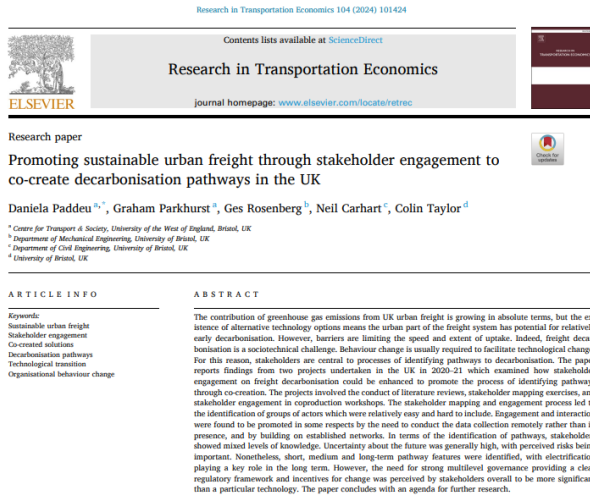 Research in Transportation Economics 104 (2024) 101424
Contents lists available at ScienceDirect
Research in Transportation Economics
journal homepage: www.elsevier.com/locate/retrec
ELSEVIER
Research paper
Check for
updates
Promoting sustainable urban freight through stakeholder engagement to
co-create decarbonisation pathways in the UK
Daniela Paddeu a,*, Graham Parkhurst a, Ges Rosenberg b, Neil Carhart c, Colin Taylor d
a Centre for Transport & Society, University of the West of England, Bristol, UK
b Department of Mechanical Engineering, University of Bristol, UK
c Department of Civil Engineering, University of Bristol, UK
d University of Bristol, UK
ARTICLE INFO
Keywords:
Sustainable urban freight
Stakeholder engagement
Co-created solutions
Decarbonisation pathways
Technological transition
Organisational behaviour change
ABSTRACT
The contribution of greenhouse gas emissions from UK urban freight is growing in absolute terms, but the ex
istence of alternative technology options means the urban part of the freight system has potential for relativel
early decarbonisation. However, barriers are limiting the speed and extent of uptake. Indeed, freight deca
bonisation is a sociotechnical challenge. Behaviour change is usually required to facilitate technological change
For this reason, stakeholders are central to processes of identifying pathways to decarbonisation. The pape
reports findings from two projects undertaken in the UK in 2020–21 which examined how stakeholde
engagement on freight decarbonisation could be enhanced to promote the process of identifying pathway
through co-creation. The projects involved the conduct of literature reviews, stakeholder mapping exercises, an
stakeholder engagement in coproduction workshops. The stakeholder mapping and engagement process led t
the identification of groups of actors which were relatively easy and hard to include. Engagement and interactio
were found to be promoted in some respects by the need to conduct the data collection remotely rather than i
presence, and by building on established networks. In terms of the identification of pathways, stakeholder
showed mixed levels of knowledge. Uncertainty about the future was generally high, with perceived risks bein
important. Nonetheless, short, medium and long-term pathway features were identified, with electrificatio
playing a key role in the long term. However, the need for strong multilevel governance providing a clea
regulatory framework and incentives for change was perceived by stakeholders overall to be more significan
than a particular technology. The paper concludes with an agenda for further research.